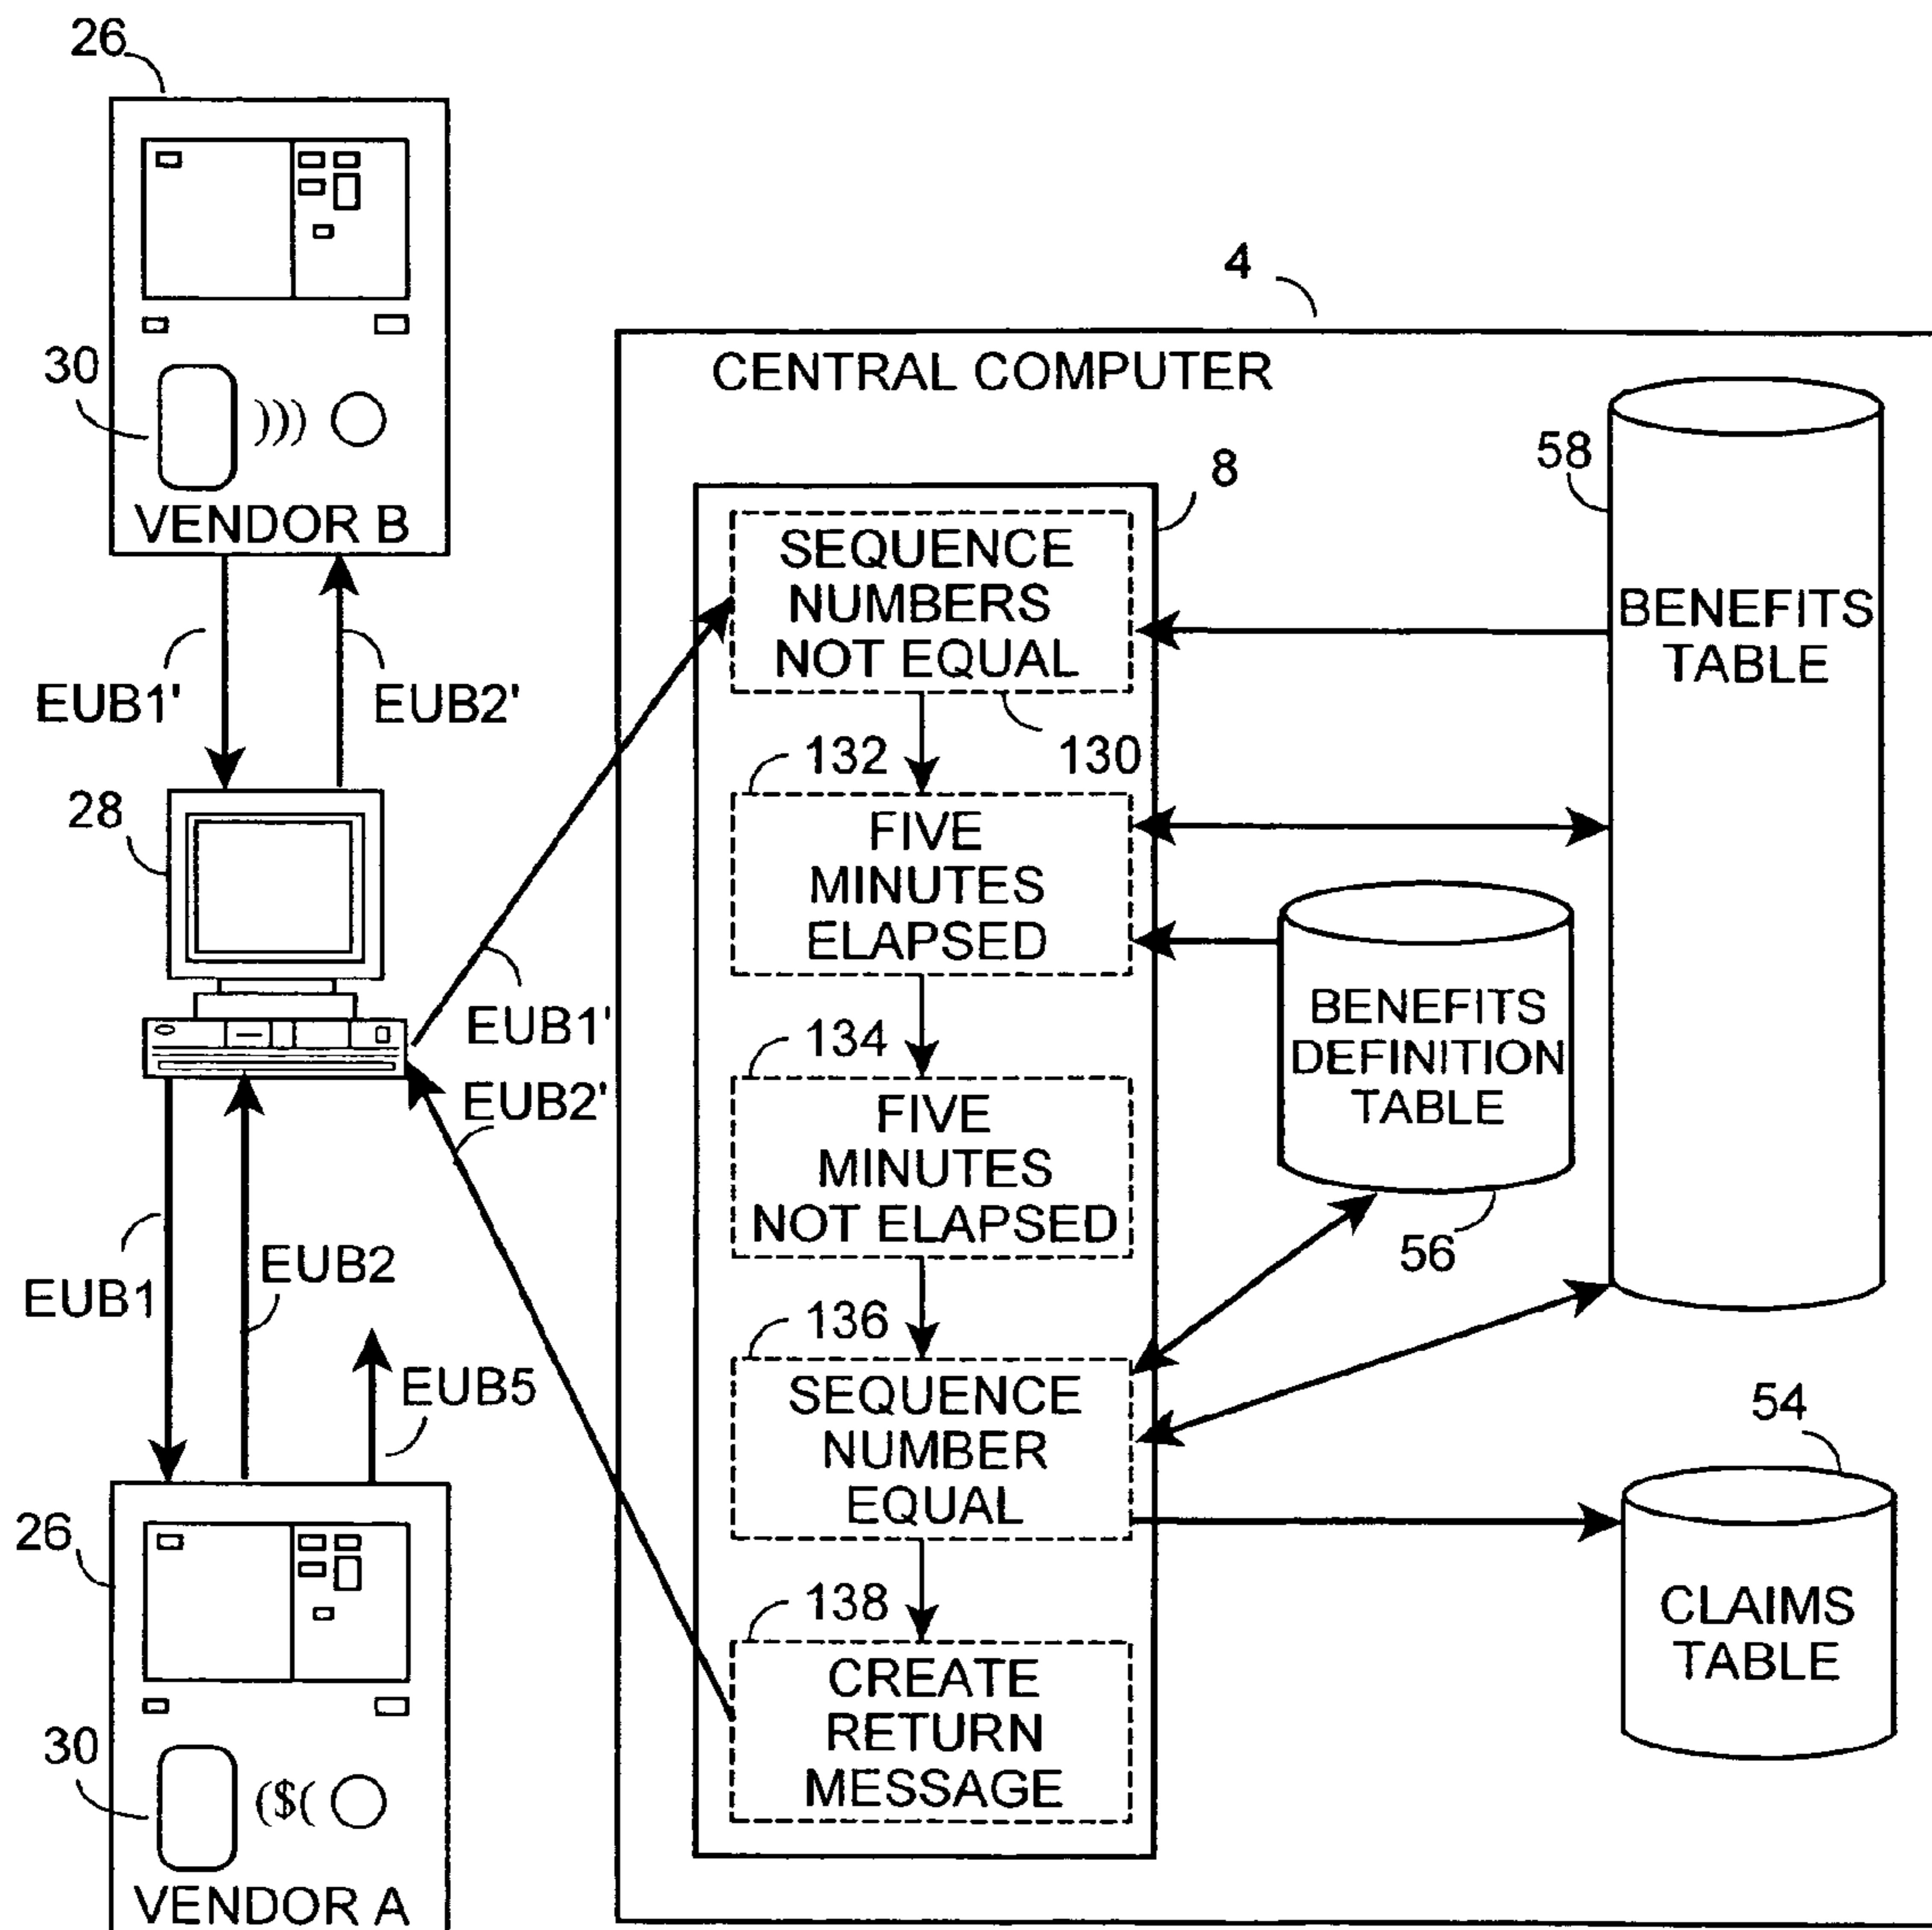 26
30
VENDOR B
EUB1'
EUB2'
28
EUB1'
EUB2'
EUB1
EUB2
EUB5
26
30
($(
VENDOR A
4
CENTRAL COMPUTER
8
SEQUENCE
NUMBERS
NOT EQUAL
130
132
FIVE
MINUTES
ELAPSED
134
FIVE
MINUTES
NOT ELAPSED
136
SEQUENCE
NUMBER
EQUAL
138
CREATE
RETURN
MESSAGE
58
BENEFITS
TABLE
BENEFITS
DEFINITION
TABLE
56
54
CLAIMS
TABLE